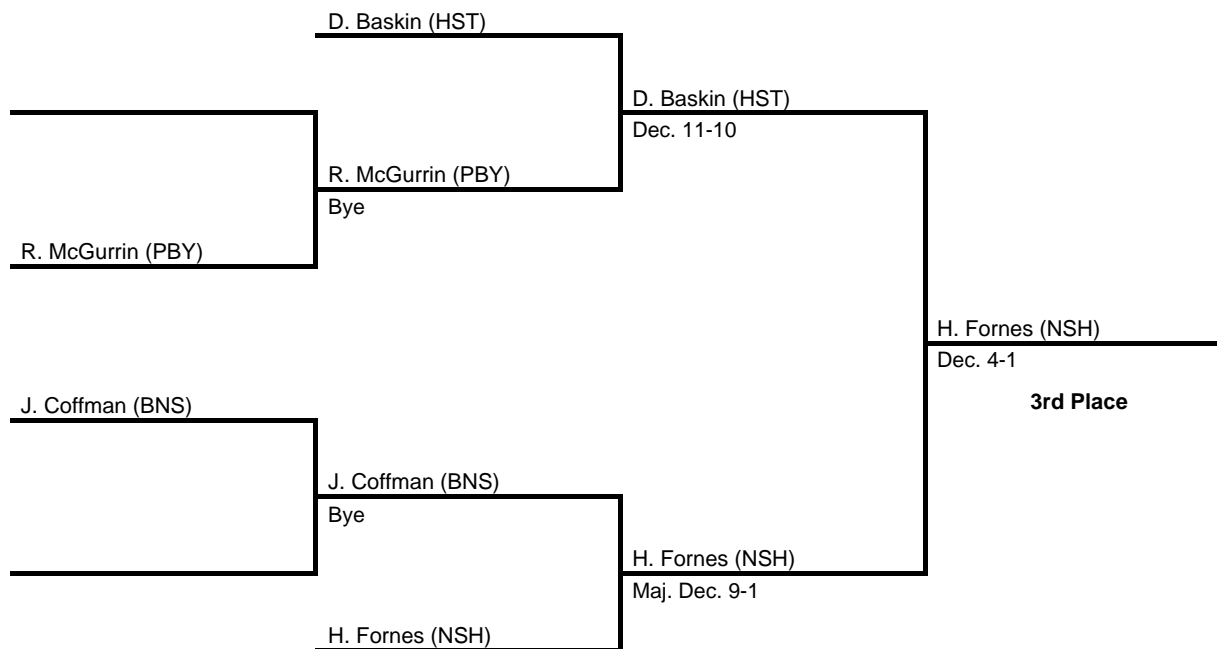 D. Baskin (HST)
D. Baskin (HST)
Dec. 11-10
R. McGurrin (PBY)
Bye
R. McGurrin (PBY)
H. Fornes (NSH)
Dec. 4-1
3rd Place
J. Coffman (BNS)
J. Coffman (BNS)
Bye
H. Fornes (NSH)
Maj. Dec. 9-1
H. Fornes (NSH)